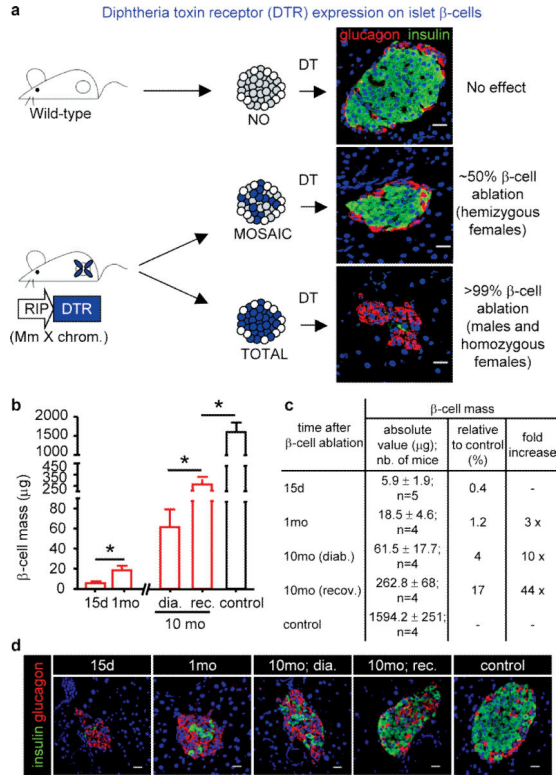 a
Diphtheria toxin receptor (DTR) expression on islet β-cells
Wild-type
NO
DT
glucagon insulin
No effect
RIP DTR
(Mm X chrom.)
MOSAIC
DT
~50% β-cell
ablation
(hemizygous
females)
TOTAL
DT
>99% β-cell
ablation
(males and
homozygous
females)
b
β-cell mass (µg)
2000
1500
1000
450
350
250
80
60
40
20
0
15d 1mo dia. rec. control
10 mo
*
*
*
c
time after
β-cell ablation
β-cell mass
absolute
value (µg);
nb. of mice
relative
to control
(%)
fold
increase
15d
5.9 ± 1.9;
n=5
0.4
-
1mo
18.5 ± 4.6;
n=4
1.2
3 x
10mo (diab.)
61.5 ± 17.7;
n=4
4
10 x
10mo (recov.)
262.8 ± 68;
n=4
17
44 x
control
1594.2 ± 251;
n=4
-
-
d
insulin glucagon
15d
1mo
10mo; dia.
10mo; rec.
control